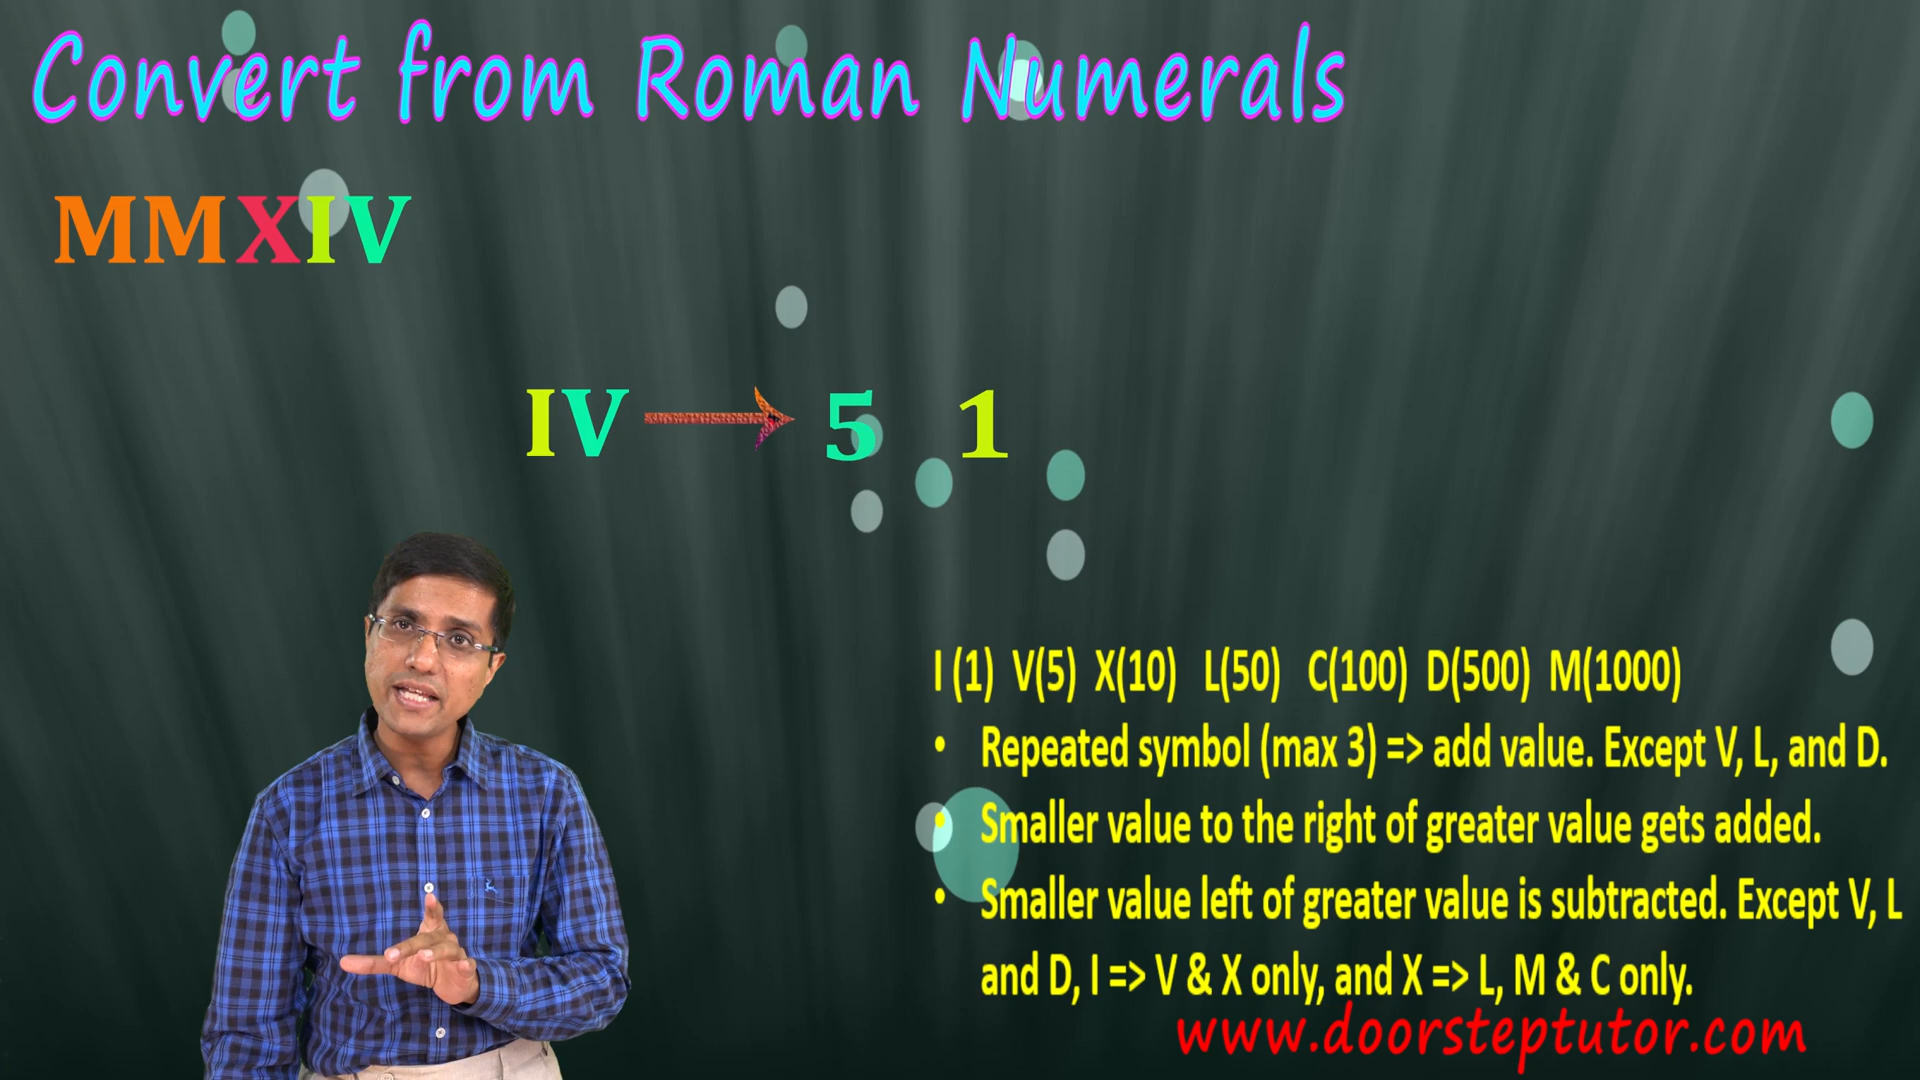 Convert from Roman Numerals
MMXIV
IV 5 1
I (1) V(5) X(10) L(50) C(100) D(500) M(1000)
• Repeated symbol (max 3) => add value. Except V, L, and D.
• Smaller value to the right of greater value gets added.
• Smaller value left of greater value is subtracted. Except V, L
and D, I => V & X only, and X => L, M & C only.
www.doorsteptutor.com